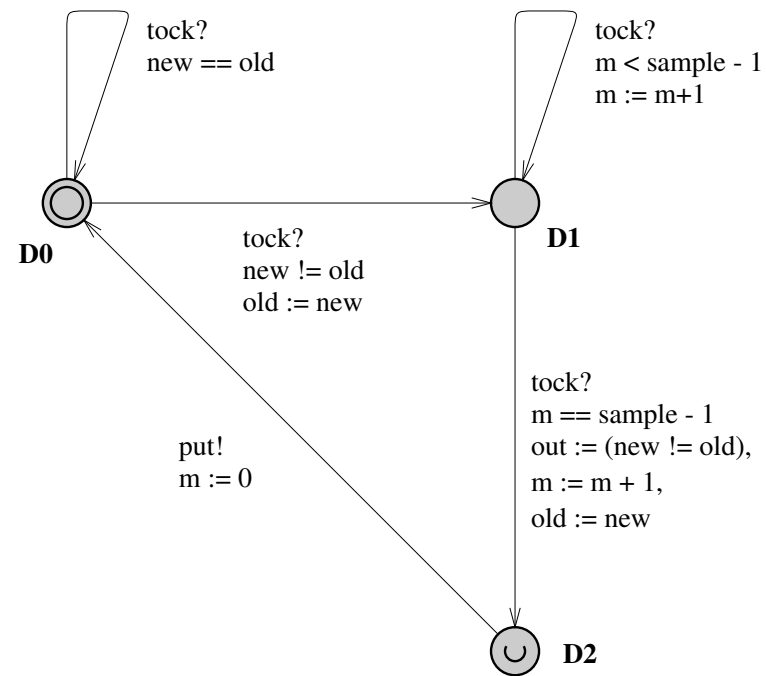 tock?
new == old
tock?
m < sample - 1
m := m+1
D0
D1
tock?
new != old
old := new
tock?
m == sample - 1
out := (new != old),
m := m + 1,
old := new
put!
m := 0
D2